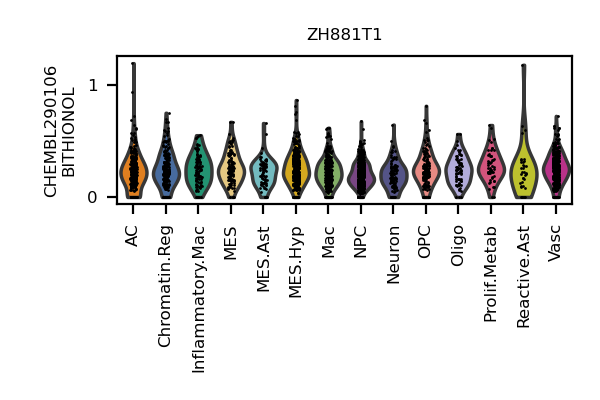 ZH881T1
CHEMBL290106
BITHIONOL
1
0
AC
Chromatin.Reg
Inflammatory.Mac
MES
MES.Ast
MES.Hyp
Mac
NPC
Neuron
OPC
Oligo
Prolif.Metab
Reactive.Ast
Vasc